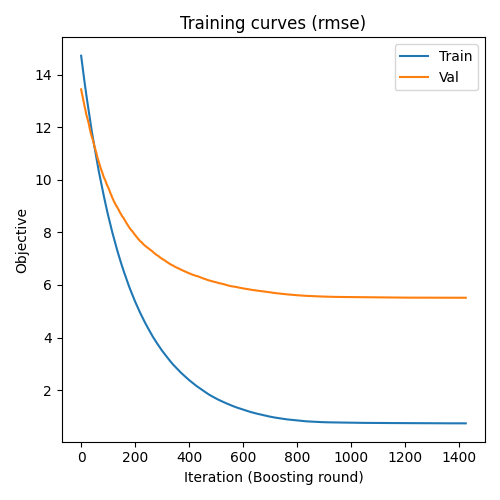 Training curves (rmse)
Train
Val
Objective
14
12
10
8
6
4
2
0 200 400 600 800 1000 1200 1400
Iteration (Boosting round)